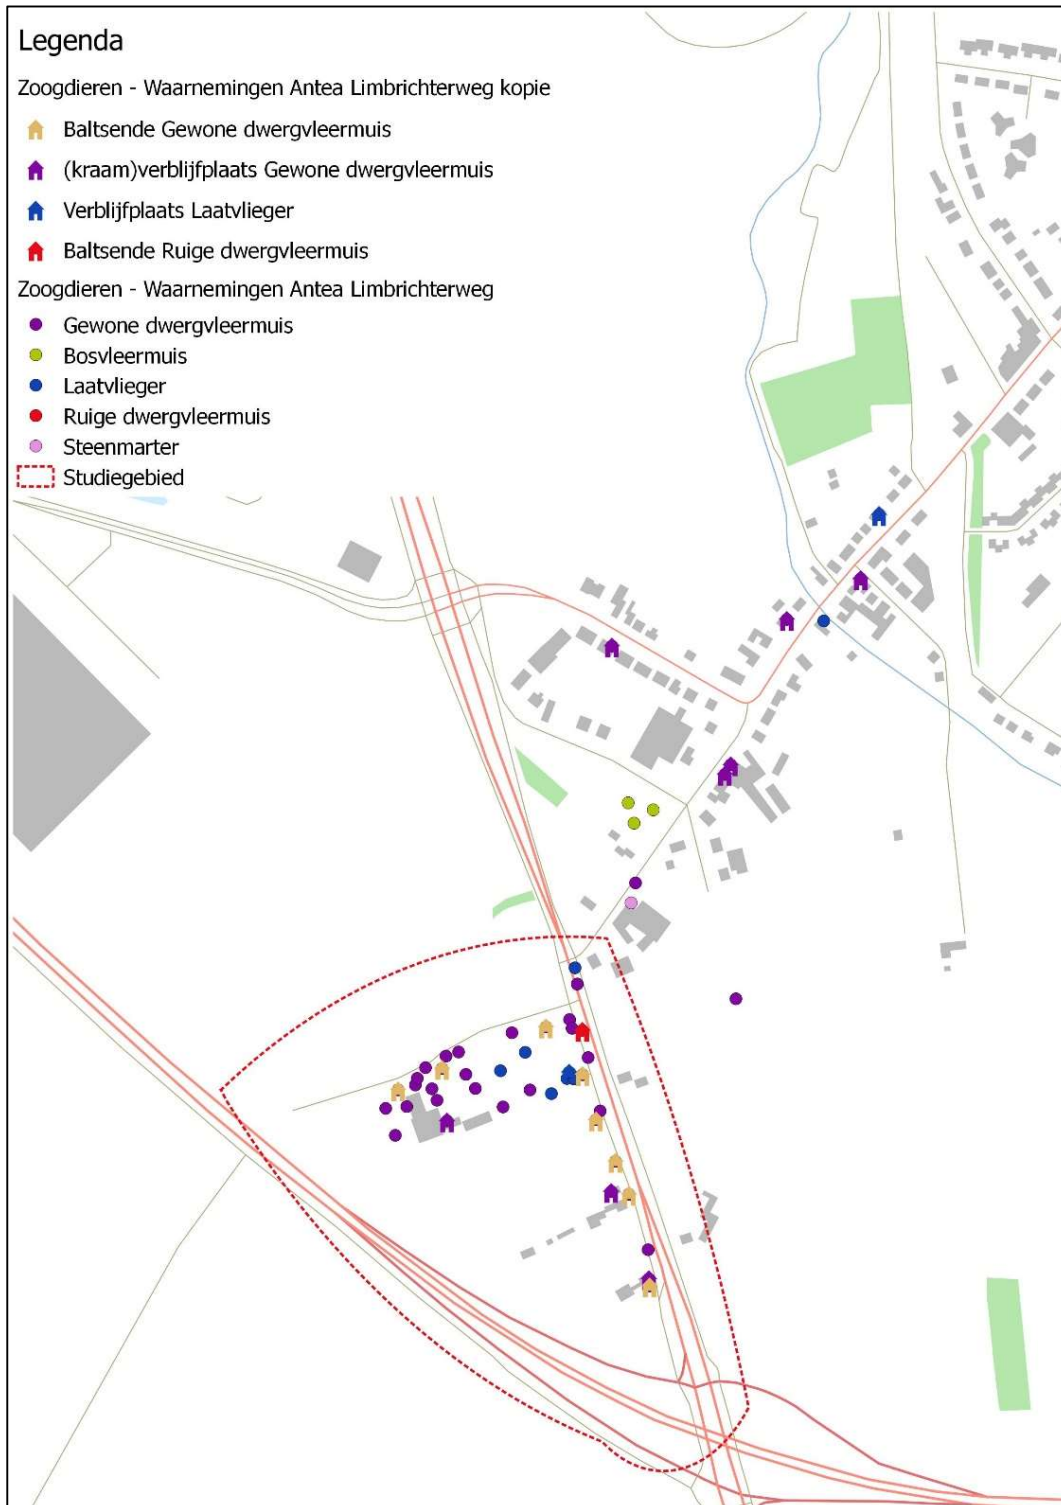 Legenda
Zoogdieren - Waarnemingen Antea Limbrichterweg kopie
Baltsende Gewone dwergvleermuis
(kraam)verblijfplaats Gewone dwergvleermuis
Verblijfplaats Laatvlieger
Baltsende Ruige dwergvleermuis
Zoogdieren - Waarnemingen Antea Limbrichterweg
Gewone dwergvleermuis
Bosvleermuis
Laatvlieger
Ruige dwergvleermuis
Steenmarter
Studiegebied